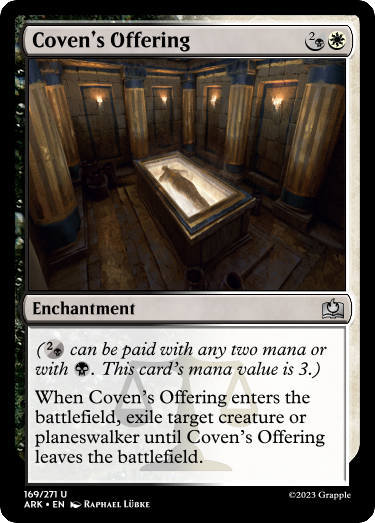 Coven's Offering 2
Enchantment
(2 can be paid with any two mana or
with . This card's mana value is 3.)
When Coven's Offering enters the
battlefield, exile target creature or
planeswalker until Coven's Offering
leaves the battlefield.
169/271 U
ARK • EN Raphael Lübke
©2023 Grapple